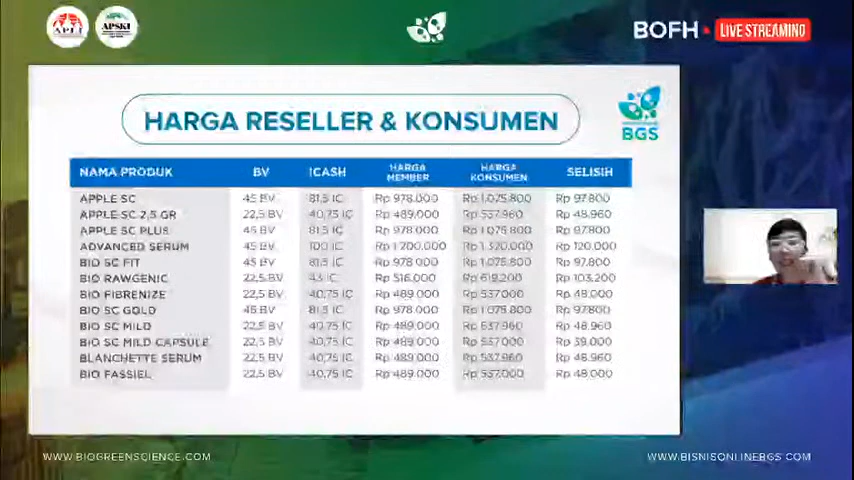 APLI
APSKI
BOFH
LIVE STREAMING
HARGA RESELLER & KONSUMEN
BGS
NAMA PRODUK BV ICASH HARGA MEMBER HARGA KONSUMEN SELISIH
APPLE SC 45 BV 81,5 IC Rp 978.000 Rp 1.075.800 Rp 97.800
APPLE SC 2,5 GR 22,5 BV 40,75 IC Rp 489.000 Rp 537.960 Rp 48.960
APPLE SC PLUS 45 BV 81,5 IC Rp 978.000 Rp 1.075.800 Rp 97.800
ADVANCED SERUM 45 BV 100 IC Rp 1.200.000 Rp 1.320.000 Rp 120.000
BIO SC FIT 45 BV 81,5 IC Rp 978.000 Rp 1.075.800 Rp 97.800
BIO RAWGENIC 22,5 BV 43 IC Rp 516.000 Rp 619.200 Rp 103.200
BIO FIBRENIZE 22,5 BV 40,75 IC Rp 489.000 Rp 537.000 Rp 48.000
BIO SC GOLD 45 BV 81,5 IC Rp 978.000 Rp 1.075.800 Rp 97.800
BIO SC MILD 22,5 BV 40,75 IC Rp 489.000 Rp 537.960 Rp 48.960
BIO SC MILD CAPSULE 22,5 BV 40,75 IC Rp 489.000 Rp 39.000
BLANCHETTE SERUM 22,5 BV 40,75 IC Rp 489.000 Rp 537.960 Rp 48.960
BIO FASSIEL 22,5 BV 40,75 IC Rp 489.000 Rp 537.000 Rp 48.000
WWW.BIOGREENSCIENCE.COM
WWW.BISNISONLINEBGS.COM